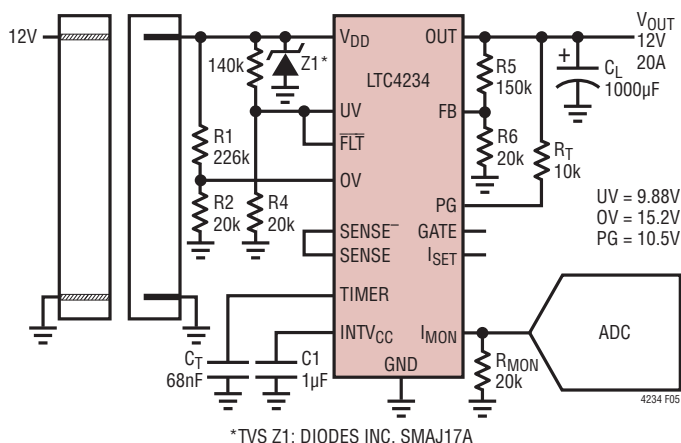 12V
140k
Z1*
R1
226k
R2
20k
R4
20k
CT
68nF
C1
1µF
VDD
UV
FLT
OV
SENSE–
SENSE
TIMER
INTVCC
LTC4234
OUT
FB
PG
GATE
ISET
IMON
GND
R5
150k
R6
20k
RT
10k
+
CL
1000µF
VOUT
12V
20A
UV = 9.88V
OV = 15.2V
PG = 10.5V
RMON
20k
ADC
4234 F05
*TVS Z1: DIODES INC. SMAJ17A